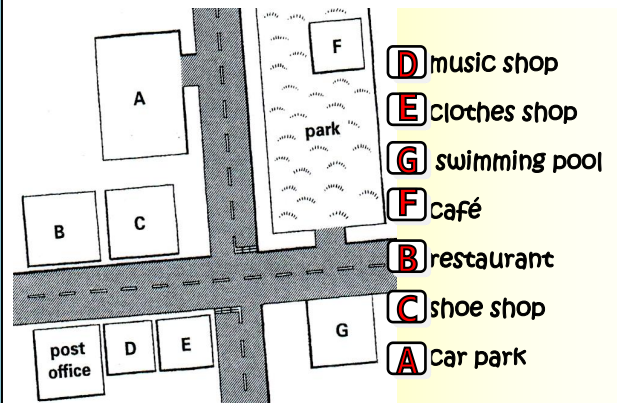 A
F
park
B
C
post
office
D
E
G
D music shop
E clothes shop
G swimming pool
F café
B restaurant
C shoe shop
A car park